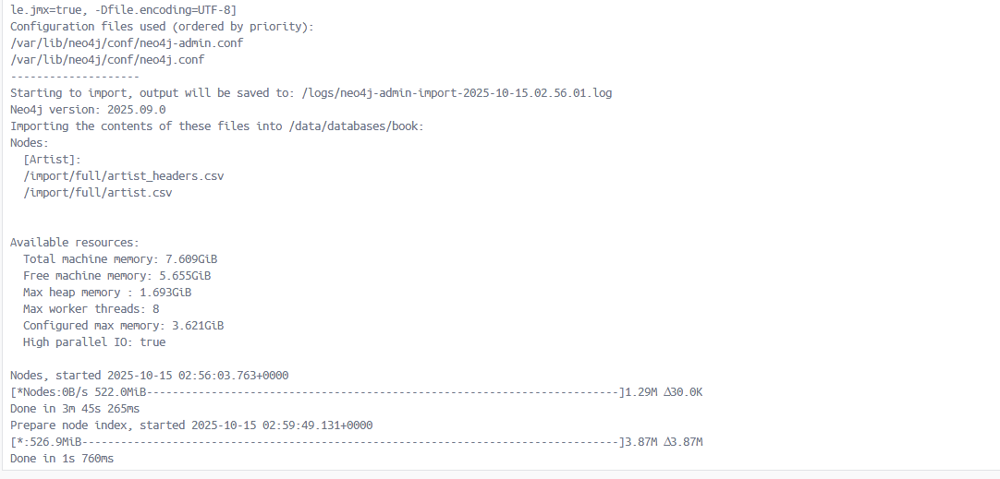 le.jmx=true, -Dfile.encoding=UTF-8]
Configuration files used (ordered by priority):
/var/lib/neo4j/conf/neo4j-admin.conf
/var/lib/neo4j/conf/neo4j.conf
--------------------
Starting to import, output will be saved to: /logs/neo4j-admin-import-2025-10-15.02.56.01.log
Neo4j version: 2025.09.0
Importing the contents of these files into /data/databases/book:
Nodes:
  [Artist]:
  /import/full/artist_headers.csv
  /import/full/artist.csv
Available resources:
  Total machine memory: 7.609GiB
  Free machine memory: 5.655GiB
  Max heap memory : 1.693GiB
  Max worker threads: 8
  Configured max memory: 3.621GiB
  High parallel IO: true
Nodes, started 2025-10-15 02:56:03.763+0000
[*Nodes:0B/s 522.0MiB-------------------------------------------------------------------------]1.29M ∆30.0K
Done in 3m 45s 265ms
Prepare node index, started 2025-10-15 02:59:49.131+0000
[*:526.9MiB-----------------------------------------------------------------------------------]3.87M ∆3.87M
Done in 1s 760ms